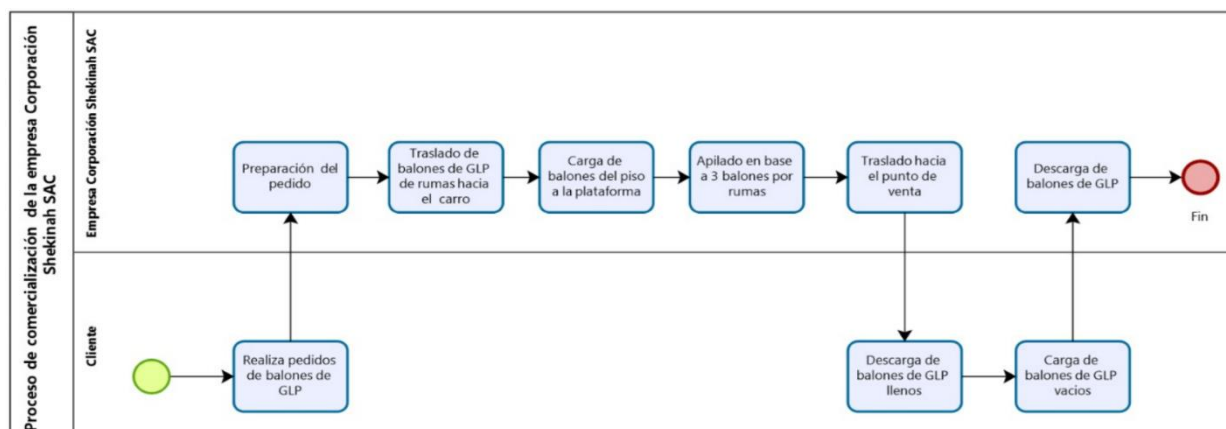 Proceso de comercialización de la empresa Corporación
Shekinah SAC
Empresa Corporación Shekinah SAC
Preparación del
pedido
Traslado de
balones de GLP
de rumas hacia
el carro
Carga de
balones del piso
a la plataforma
Apilado en base
a 3 balones por
rumas
Traslado hacia
el punto de
venta
Descarga de
balones de GLP
Fin
Cliente
Realiza pedidos
de balones de
GLP
Descarga de
balones de GLP
llenos
Carga de
balones de GLP
vacios